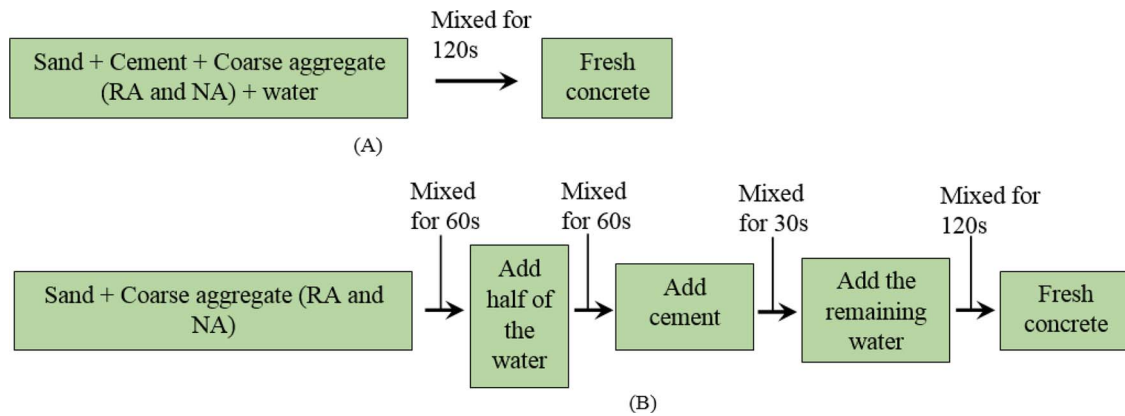 Mixed for
120s
Sand + Cement + Coarse aggregate
(RA and NA) + water
Fresh
concrete
(A)
Mixed
for 60s
Mixed
for 60s
Mixed
for 30s
Mixed for
120s
Sand + Coarse aggregate (RA and
NA)
Add
half of
the
water
Add
cement
Add the
remaining
water
Fresh
concrete
(B)